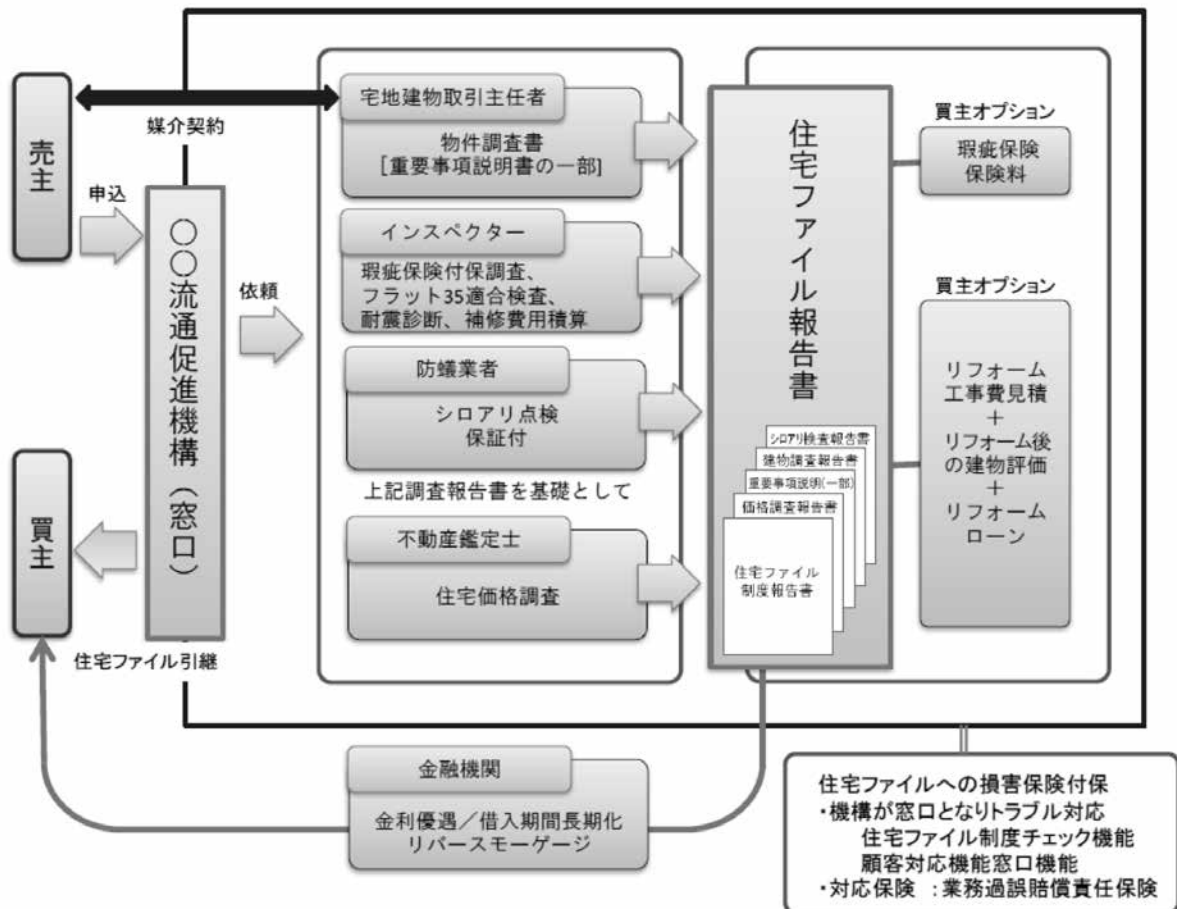 売主
媒介契約
申込
〇〇流通促進機構（窓口）
依頼
買主
住宅ファイル引継
宅地建物取引主任者
物件調査書
[重要事項説明書の一部]
インスペクター
瑕疵保険付保調査、
フラット35適合検査、
耐震診断、補修費用積算
防蟻業者
シロアリ点検
保証付
上記調査報告書を基礎として
不動産鑑定士
住宅価格調査
住宅ファイル報告書
シロアリ検査報告書
建物調査報告書
重要事項説明(一部)
価格調査報告書
住宅ファイル
制度報告書
買主オプション
瑕疵保険
保険料
買主オプション
リフォーム
工事費見積
＋
リフォーム後
の建物評価
＋
リフォーム
ローン
金融機関
金利優遇／借入期間長期化
リバースモーゲージ
住宅ファイルへの損害保険付保
・機構が窓口となりトラブル対応
住宅ファイル制度チェック機能
顧客対応機能窓口機能
・対応保険　：業務過誤賠償責任保険